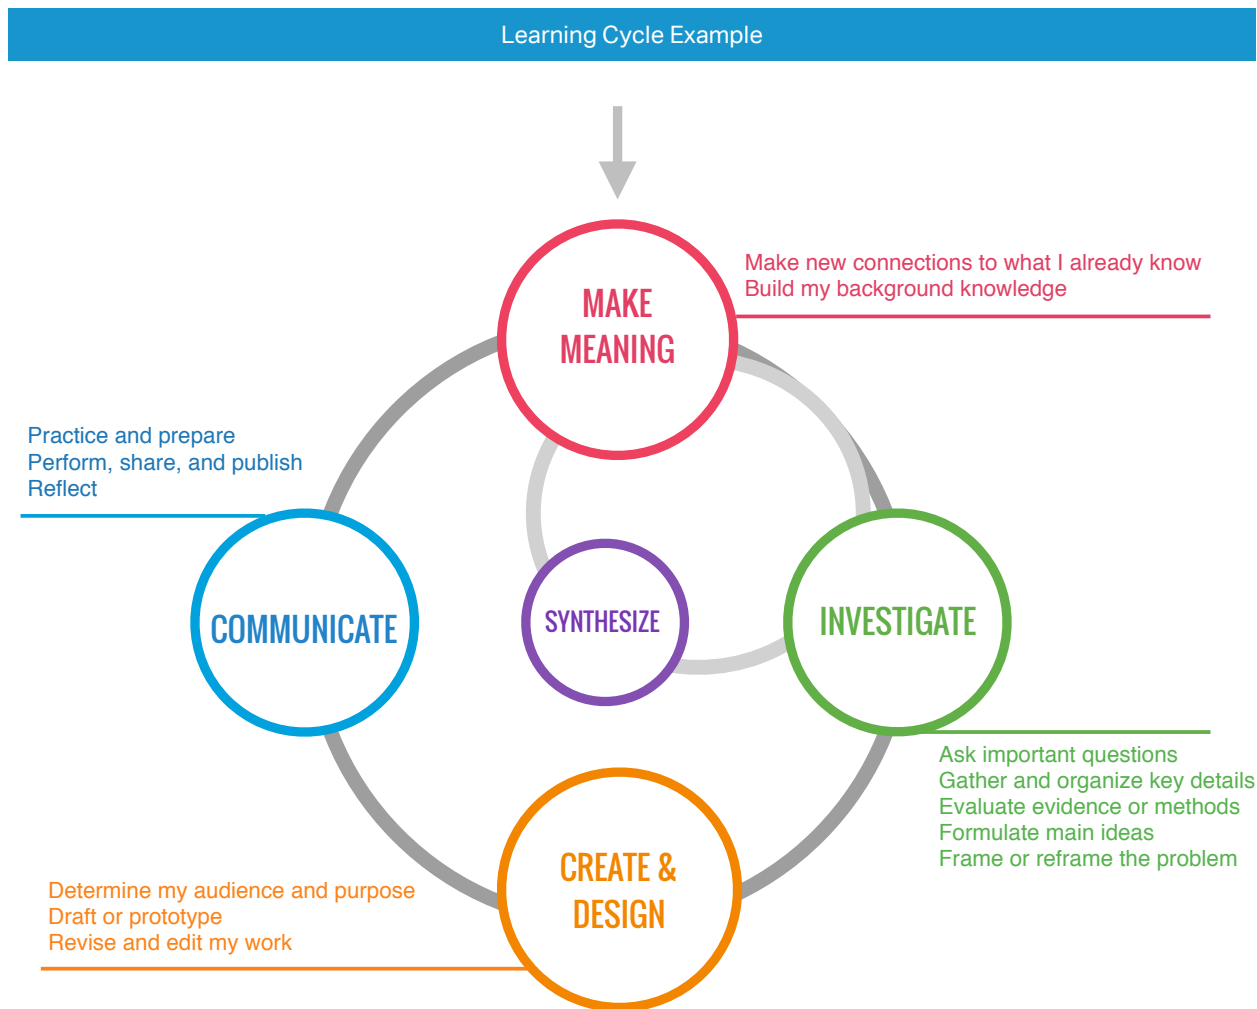 Learning Cycle Example
MAKE
MEANING
Make new connections to what I already know
Build my background knowledge
Practice and prepare
Perform, share, and publish
Reflect
COMMUNICATE
SYNTHESIZE
INVESTIGATE
Ask important questions
Gather and organize key details
Evaluate evidence or methods
Formulate main ideas
Frame or reframe the problem
CREATE &
DESIGN
Determine my audience and purpose
Draft or prototype
Revise and edit my work